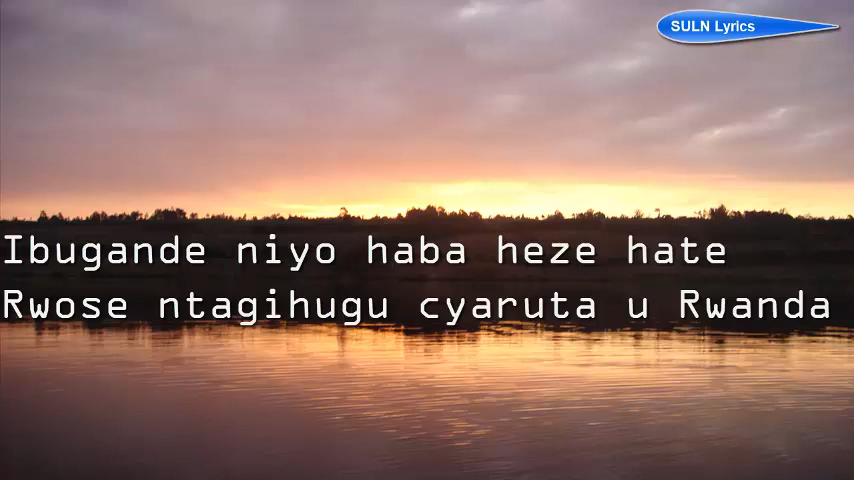 SULN Lyrics
Ibugande niyo haba heze hate
Rwose ntagihugu cyaruta u Rwanda